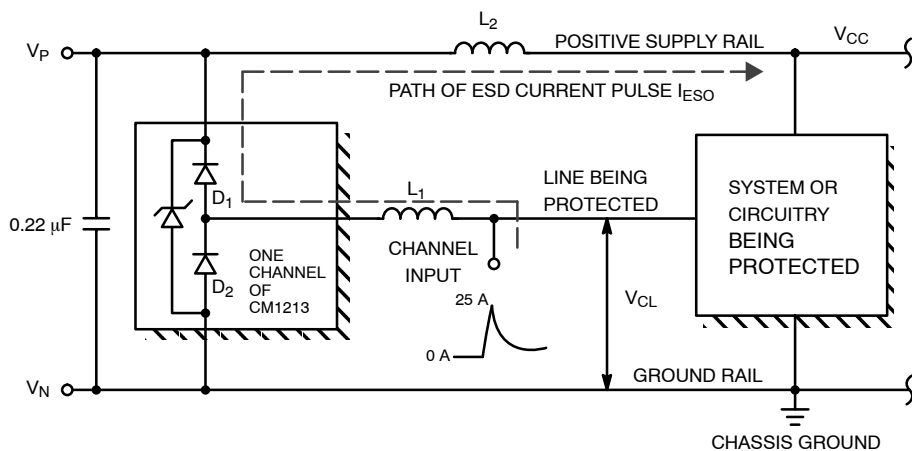 L2
VP
POSITIVE SUPPLY RAIL
VCC
PATH OF ESD CURRENT PULSE IESO
D1
L1
LINE BEING
PROTECTED
SYSTEM OR
CIRCUITRY
BEING
PROTECTED
0.22 μF
ONE
CHANNEL
OF
CM1213
D2
CHANNEL
INPUT
25 A
0 A
VCL
VN
GROUND RAIL
CHASSIS GROUND